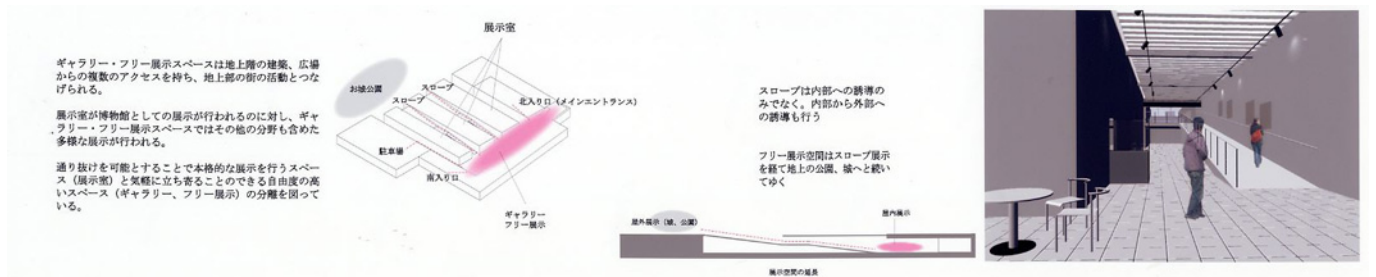 ギャラリー・フリー展示スペースは地上階の建築、広場
からの複数のアクセスを持ち、地上部の街の活動とつな
げられる。
展示室が博物館としての展示が行われるのに対し、ギャ
ラリー・フリー展示スペースではその他の分野も含めた
多様な展示が行われる。
通り抜けを可能とすることで本格的な展示を行うスペー
ス（展示室）と気軽に立ち寄ることのできる自由度の高
いスペース（ギャラリー、フリー展示）の分離を図って
いる。
展示室
お城公園
スロープ
スロープ
北入り口（メインエントランス）
駐車場
南入り口
ギャラリー
フリー展示
スロープは内部への誘導の
みでなく。内部から外部へ
の誘導も行う
フリー展示空間はスロープ展示
を経て地上の公園、城へと続い
てゆく
屋外展示（城、公園）
屋内展示
展示空間の延長